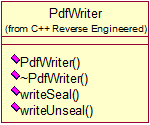 PdfWriter
(from C++ Reverse Engineered)
PdfWriter()
~PdfWriter()
writeSeal()
writeUnseal()